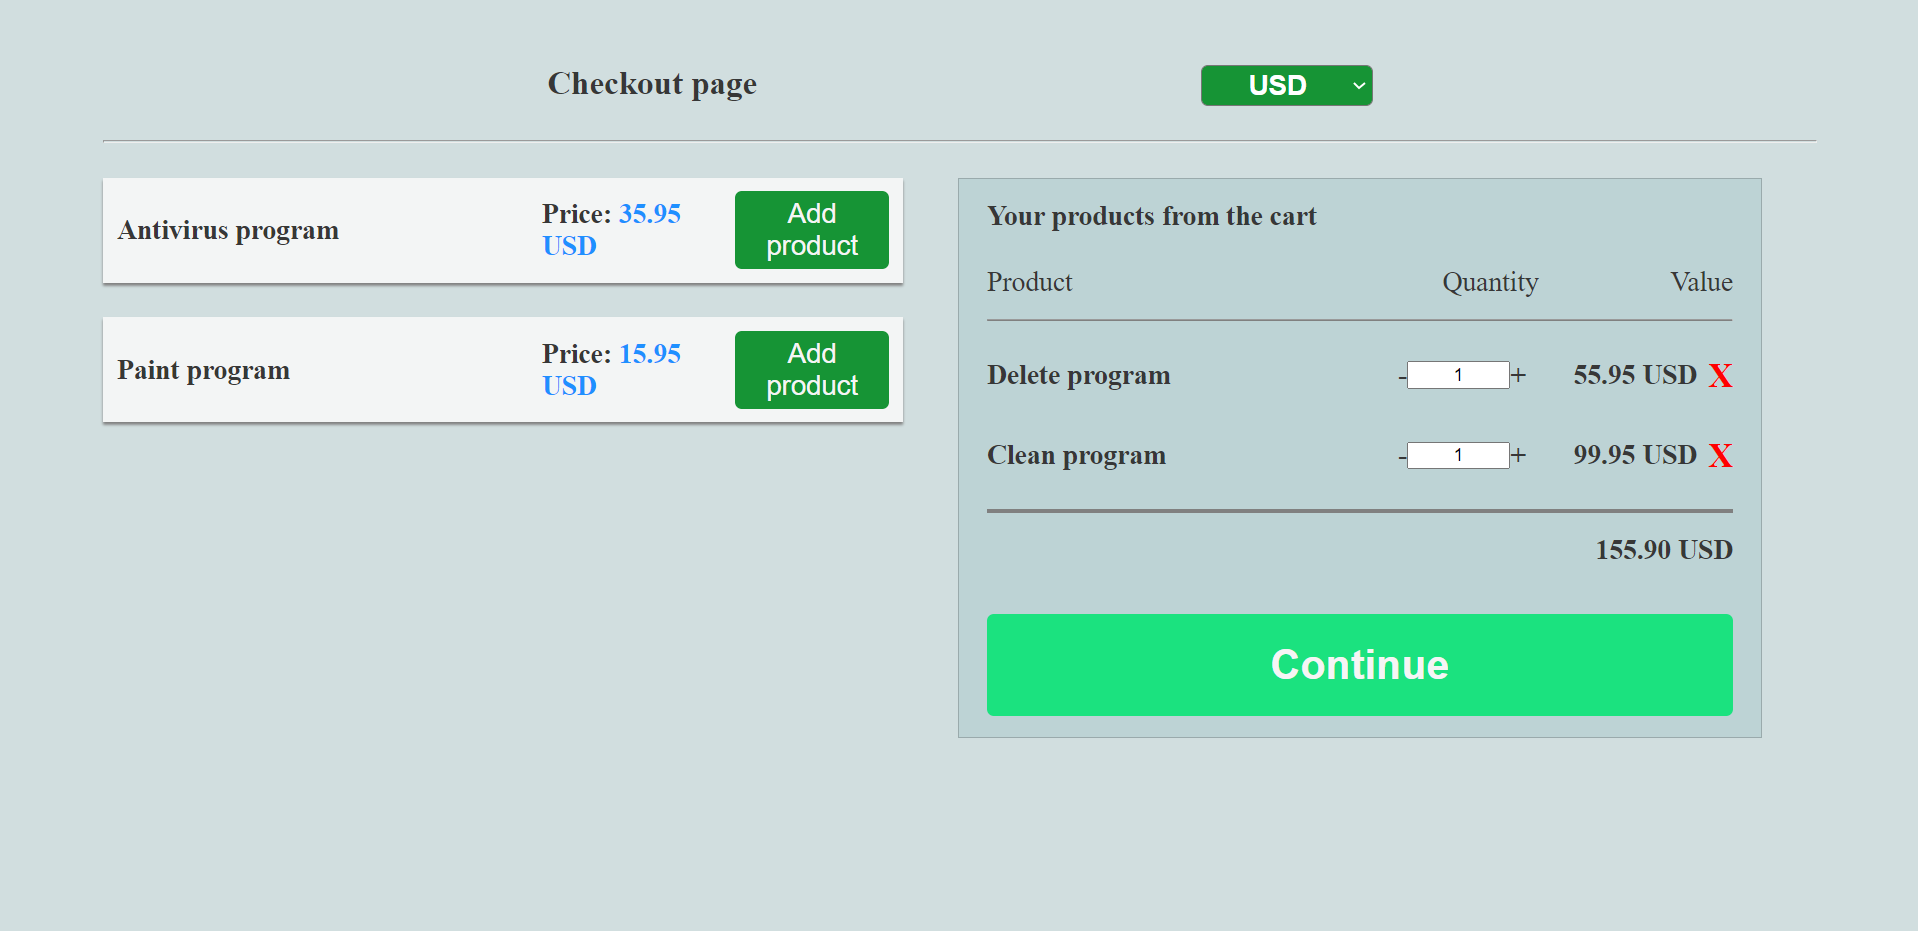 Checkout page
USD
Antivirus program
Price: 35.95
USD
Add
product
Paint program
Price: 15.95
USD
Add
product
Your products from the cart
Product Quantity Value
Delete program - 1 + 55.95 USD X
Clean program - 1 + 99.95 USD X
155.90 USD
Continue